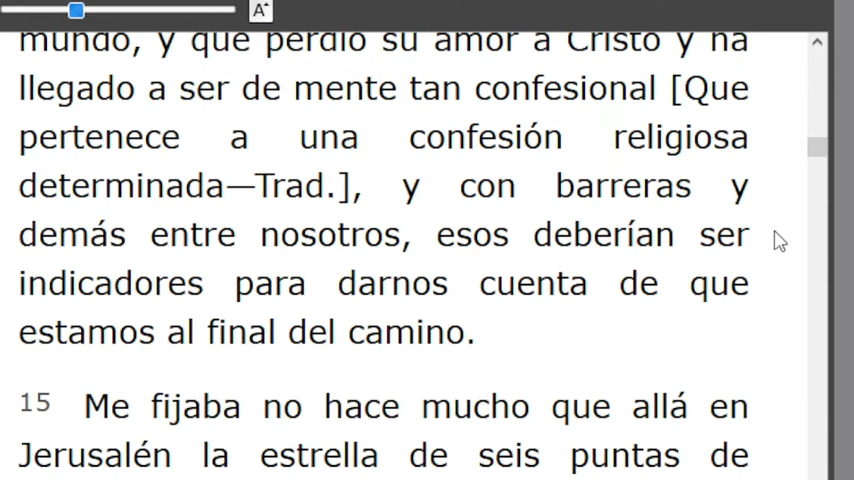 A
mundo, y que perdió su amor a Cristo y ha
llegado a ser de mente tan confesional [Que
pertenece a una confesión religiosa
determinada—Trad.], y con barreras y
demás entre nosotros, esos deberían ser
indicadores para darnos cuenta de que
estamos al final del camino.
15 Me fijaba no hace mucho que allá en
Jerusalén la estrella de seis puntas de